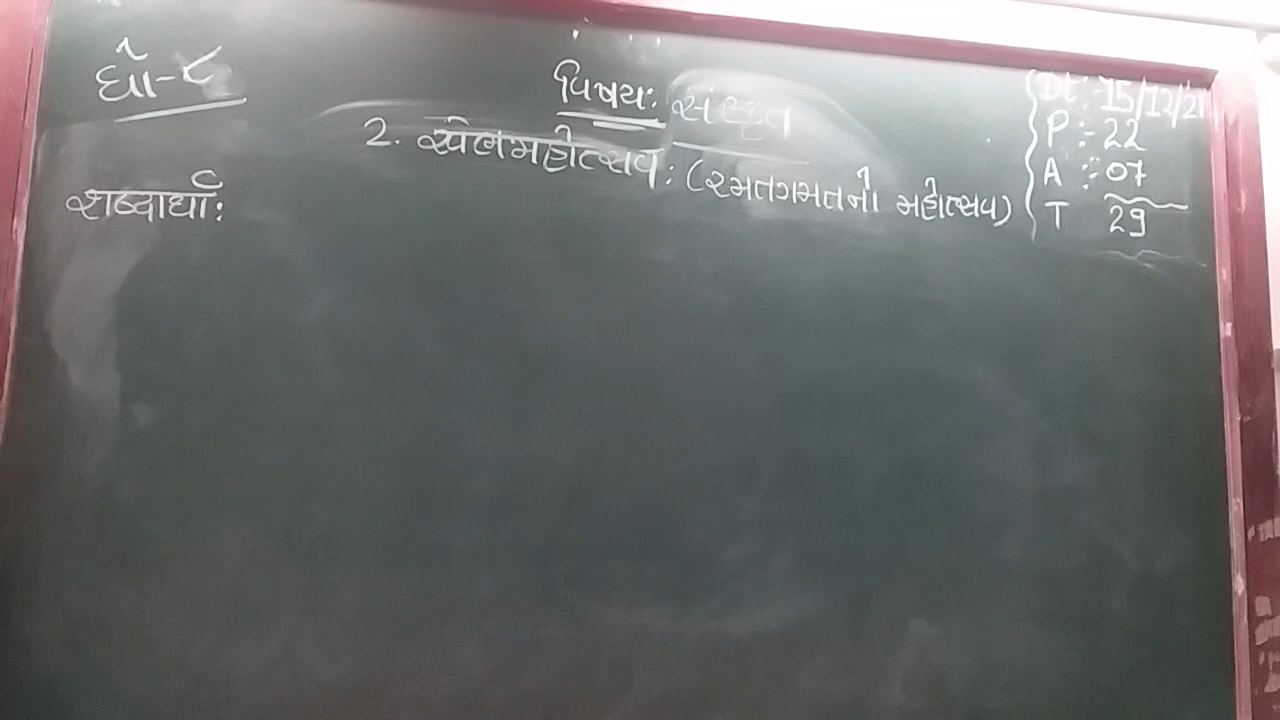 ધો-૮
વિષય: સંસ્કૃત
2. खेलमहोत्सव: (રમતગમતનો મહોત્સવ)
Dt :- 15/12/21
P :- 22
A :- 07
T 29
शब्दार्था: